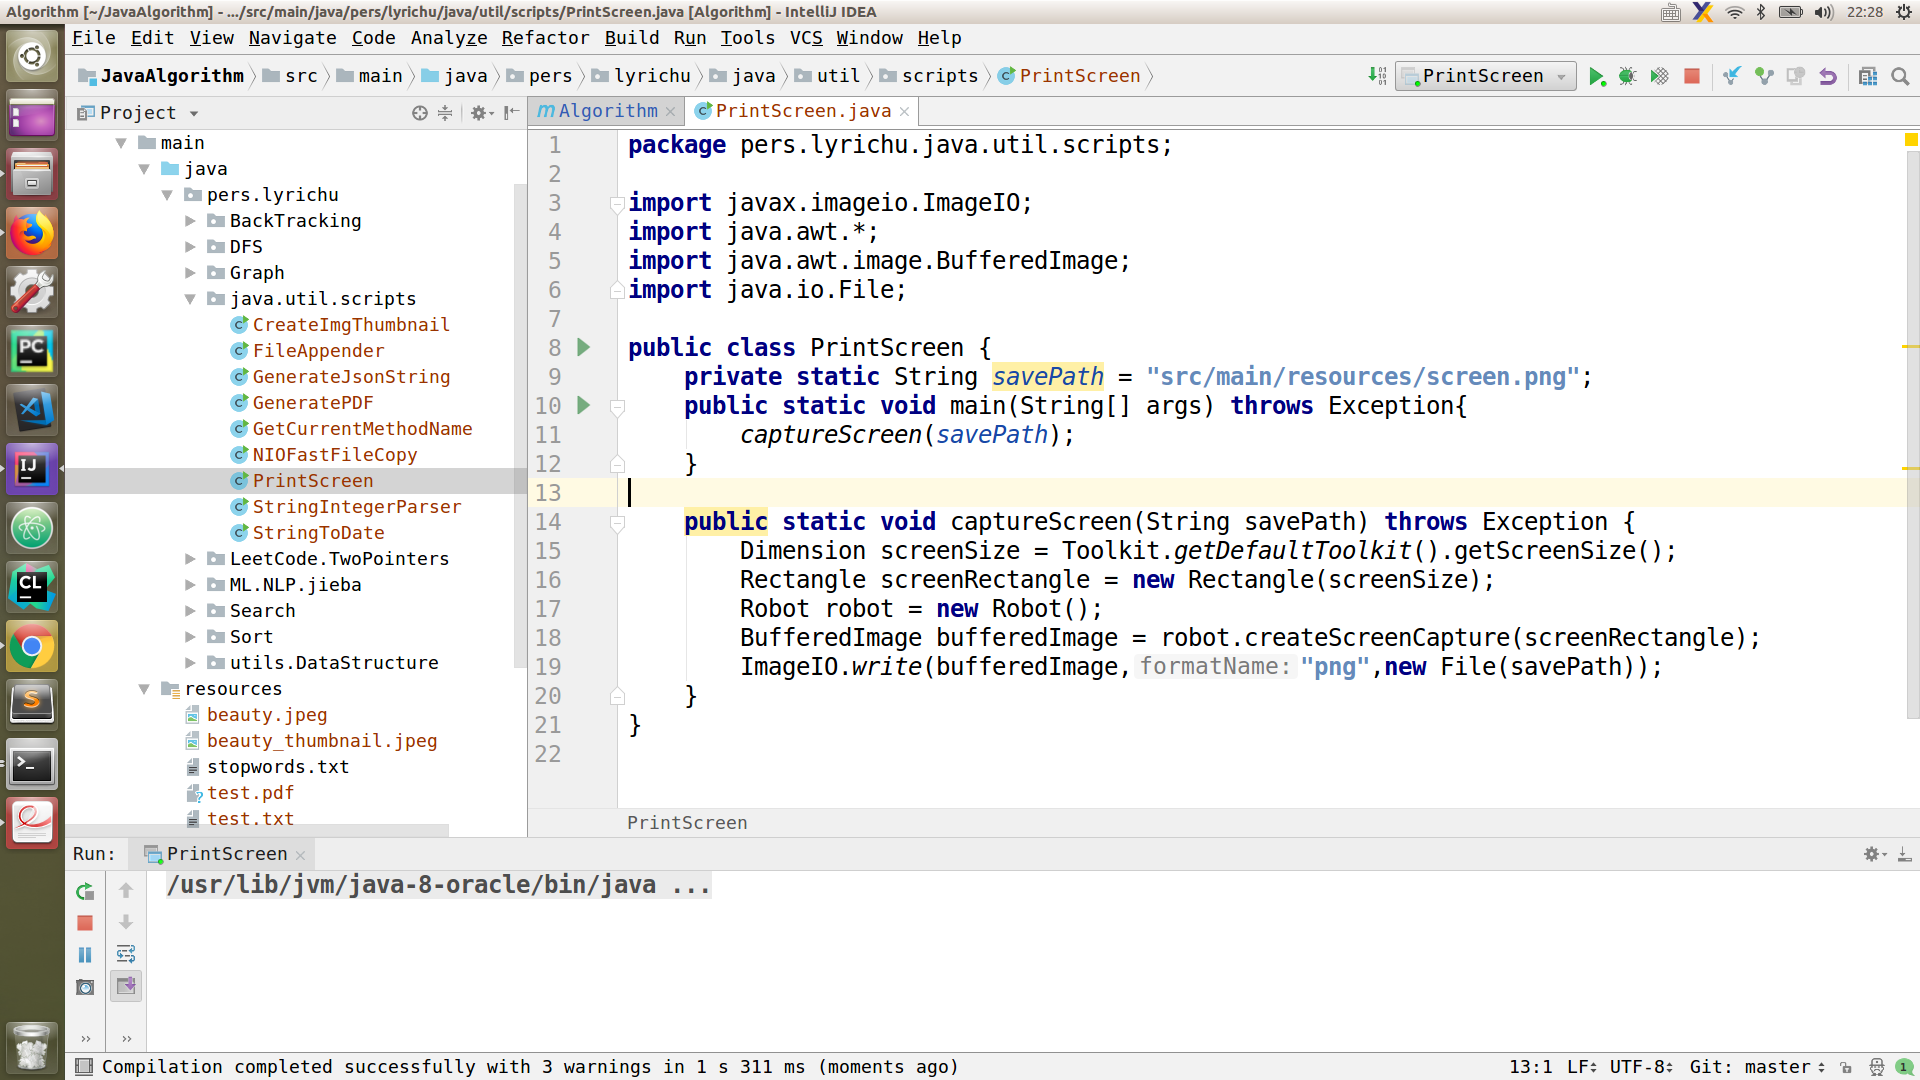 Algorithm [~/JavaAlgorithm] - .../src/main/java/pers/lyrichu/java/util/scripts/PrintScreen.java [Algorithm] - IntelliJ IDEA
22:28
File Edit View Navigate Code Analyze Refactor Build Run Tools VCS Window Help
JavaAlgorithm src main java pers lyrichu java util scripts PrintScreen
PrintScreen
Project
Algorithm
PrintScreen.java
main
java
pers.lyrichu
BackTracking
DFS
Graph
java.util.scripts
CreateImgThumbnail
FileAppender
GenerateJsonString
GeneratePDF
GetCurrentMethodName
NIOFastFileCopy
PrintScreen
StringIntegerParser
StringToDate
LeetCode.TwoPointers
ML.NLP.jieba
Search
Sort
utils.DataStructure
resources
beauty.jpeg
beauty_thumbnail.jpeg
stopwords.txt
test.pdf
test.txt
1 package pers.lyrichu.java.util.scripts;
2
3 import javax.imageio.ImageIO;
4 import java.awt.*;
5 import java.awt.image.BufferedImage;
6 import java.io.File;
7
8 public class PrintScreen {
9 private static String savePath = "src/main/resources/screen.png";
10 public static void main(String[] args) throws Exception{
11 captureScreen(savePath);
12 }
13
14 public static void captureScreen(String savePath) throws Exception {
15 Dimension screenSize = Toolkit.getDefaultToolkit().getScreenSize();
16 Rectangle screenRectangle = new Rectangle(screenSize);
17 Robot robot = new Robot();
18 BufferedImage bufferedImage = robot.createScreenCapture(screenRectangle);
19 ImageIO.write(bufferedImage, formatName: "png",new File(savePath));
20 }
21 }
22
PrintScreen
Run: PrintScreen
/usr/lib/jvm/java-8-oracle/bin/java ...
Compilation completed successfully with 3 warnings in 1 s 311 ms (moments ago)
13:1 LF UTF-8 Git: master 1